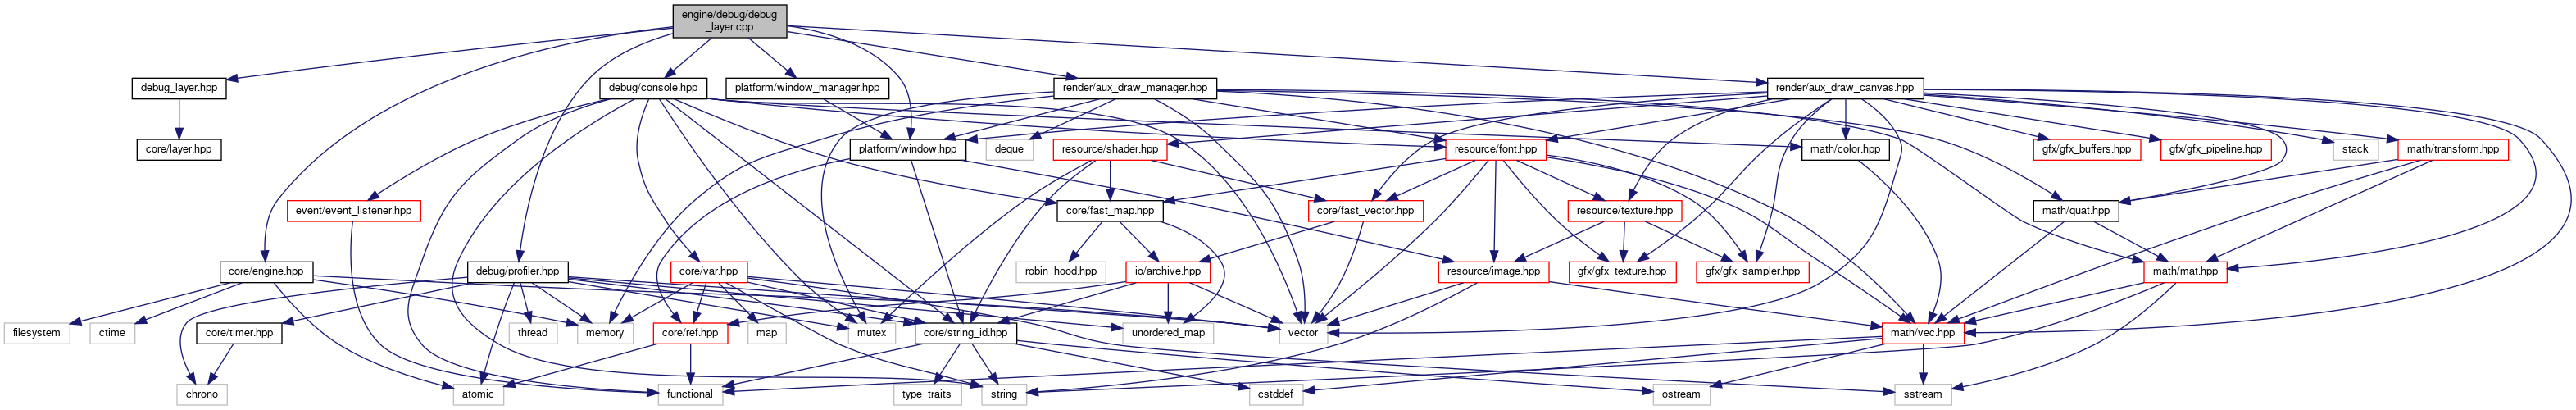 engine/debug/debug
_layer.cpp
debug_layer.hpp
debug/console.hpp
platform/window_manager.hpp
render/aux_draw_manager.hpp
render/aux_draw_canvas.hpp
core/layer.hpp
platform/window.hpp
deque
resource/shader.hpp
resource/font.hpp
math/color.hpp
gfx/gfx_buffers.hpp
gfx/gfx_pipeline.hpp
stack
math/transform.hpp
event/event_listener.hpp
core/fast_map.hpp
core/fast_vector.hpp
resource/texture.hpp
math/quat.hpp
core/engine.hpp
debug/profiler.hpp
core/var.hpp
robin_hood.hpp
io/archive.hpp
resource/image.hpp
gfx/gfx_texture.hpp
gfx/gfx_sampler.hpp
math/mat.hpp
filesystem
ctime
core/timer.hpp
thread
memory
core/ref.hpp
map
mutex
core/string_id.hpp
unordered_map
vector
math/vec.hpp
chrono
atomic
functional
type_traits
string
cstddef
ostream
sstream